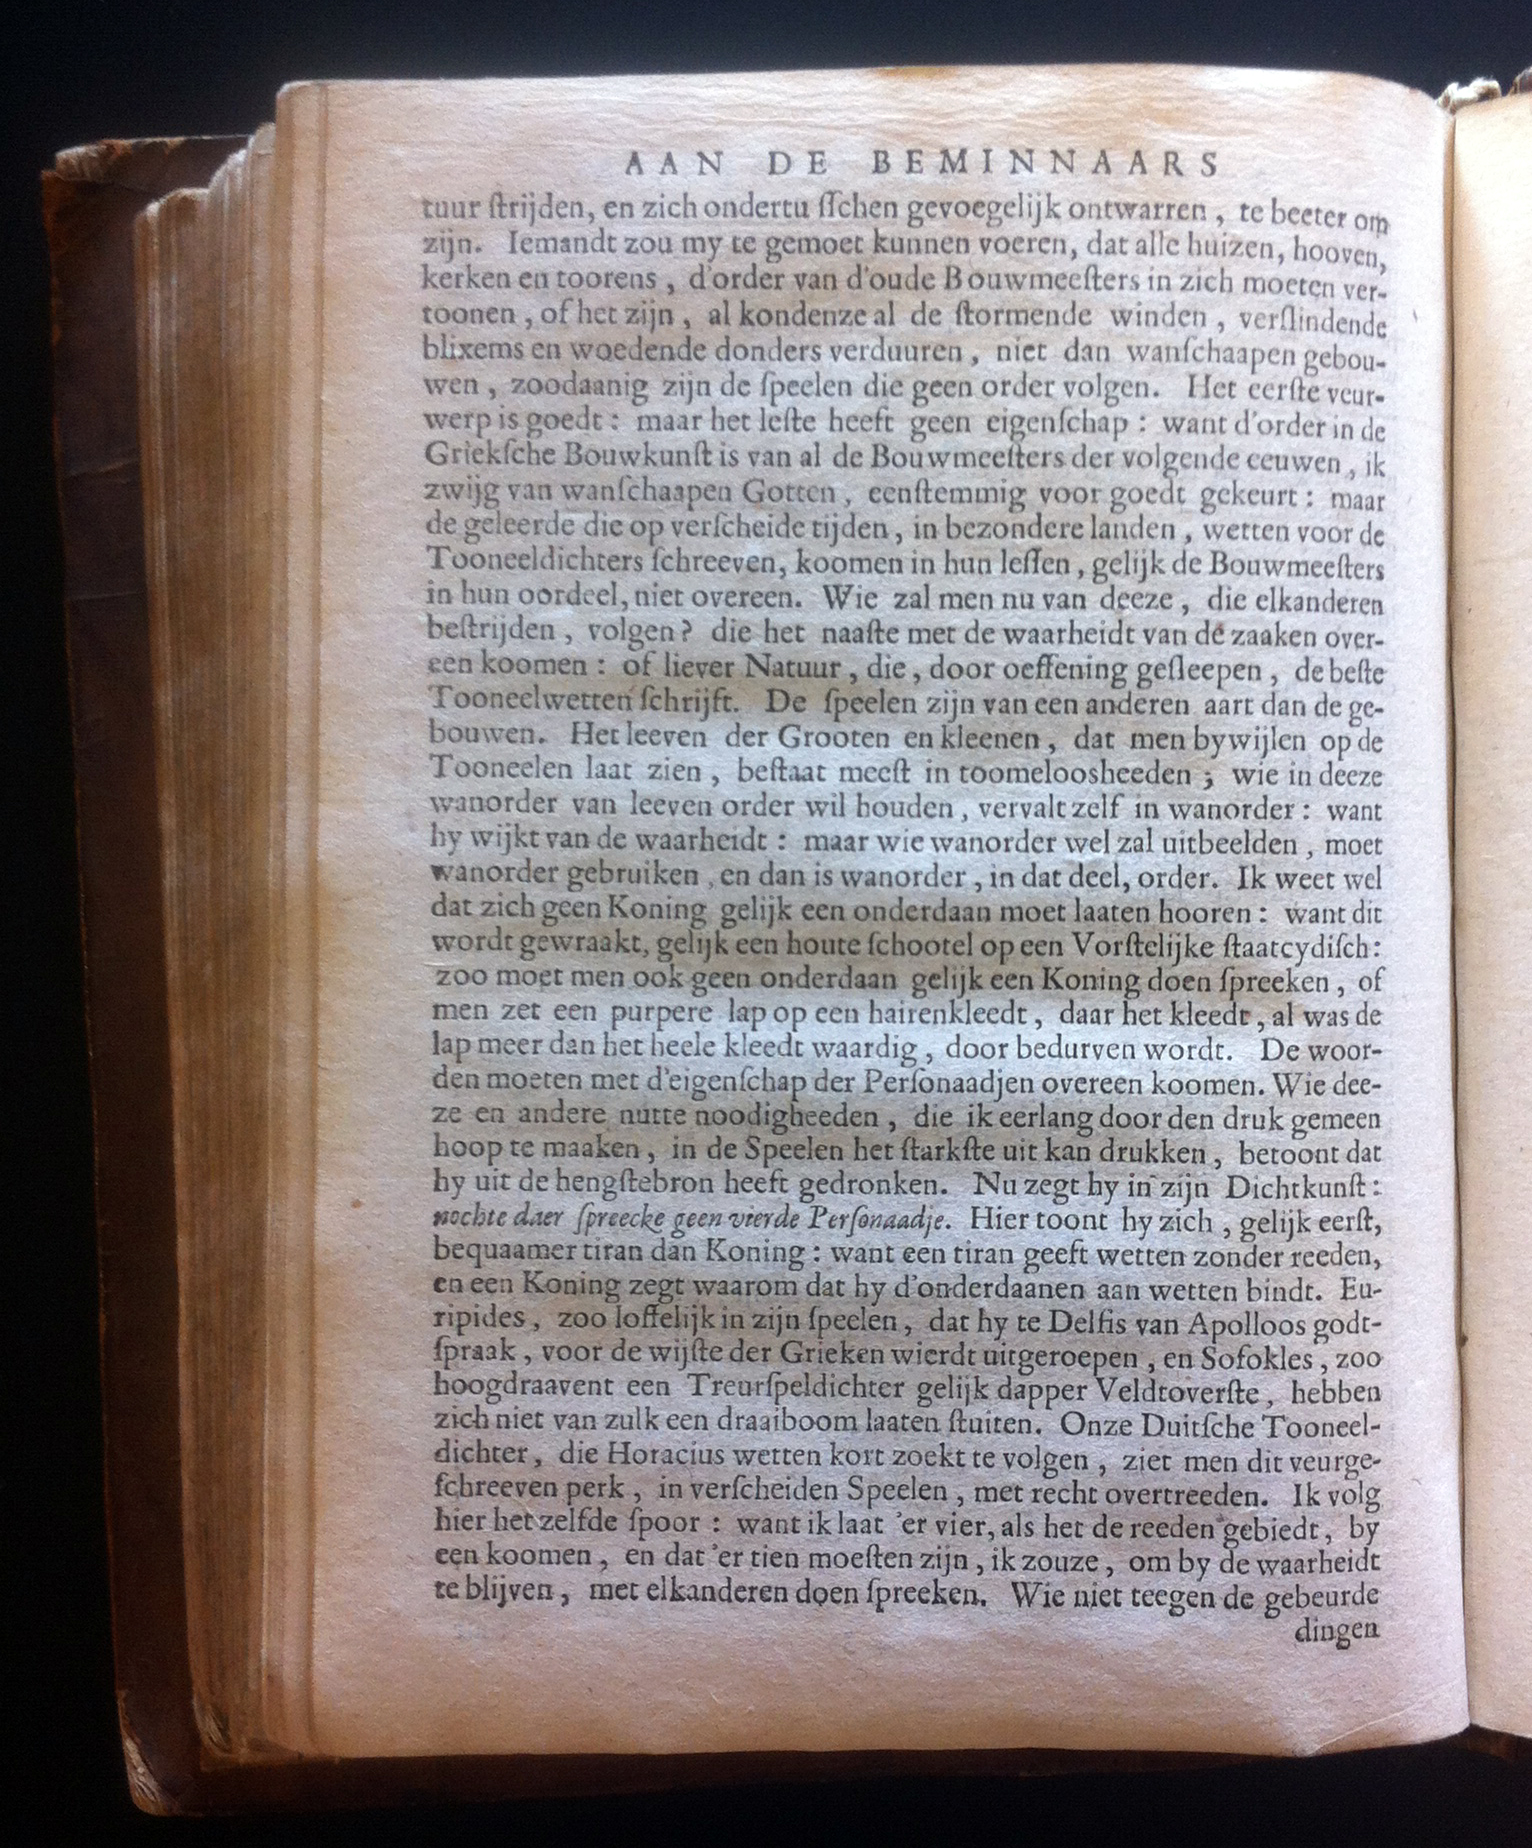 AAN DE BEMINNAARS
tuur ſtrijden, en zich ondertu ſſchen gevoegelijk ontwarren, te beeter om
zijn. Iemandt zou my te gemoet kunnen voeren, dat alle huizen, hooven,
kerken en toorens, d'order van d'oude Bouwmeeſters in zich moeten ver-
toonen, of het zijn, al kondenze al de ſtormende winden, verſlindende
blixems en woedende donders verduuren, niet dan wanſchaapen gebou-
wen, zoodaanig zijn de ſpeelen die geen order volgen. Het eerſte veur-
werp is goedt: maar het leſte heeft geen eigenſchap: want d'order in de
Griekſche Bouwkunſt is van al de Bouwmeeſters der volgende eeuwen, ik
zwijg van wanſchaapen Gotten, eenſtemmig voor goedt gekeurt: maar
de geleerde die op verſcheide tijden, in bezondere landen, wetten voor de
Tooneeldichters ſchreeven, koomen in hun leſſen, gelijk de Bouwmeeſters
in hun oordeel, niet overeen. Wie zal men nu van deeze, die elkanderen
beſtrijden, volgen? die het naaſte met de waarheidt van de zaaken over-
een koomen: of liever Natuur, die, door oeffening geſleepen, de beſte
Tooneelwetten ſchrijft. De ſpeelen zijn van een anderen aart dan de ge-
bouwen. Het leeven der Grooten en kleenen, dat men bywijlen op de
Tooneelen laat zien, beſtaat meeſt in toomeloosheeden; wie in deeze
wanorder van leeven order wil houden, vervalt zelf in wanorder: want
hy wijkt van de waarheidt: maar wie wanorder wel zal uitbeelden, moet
wanorder gebruiken, en dan is wanorder, in dat deel, order. Ik weet wel
dat zich geen Koning gelijk een onderdaan moet laaten hooren: want dit
wordt gewraakt, gelijk een houte ſchootel op een Vorſtelijke ſtaatcydiſch:
zoo moet men ook geen onderdaan gelijk een Koning doen ſpreeken, of
men zet een purpere lap op een hairenkleedt, daar het kleedt, al was de
lap meer dan het heele kleedt waardig, door bedurven wordt. De woor-
den moeten met d'eigenſchap der Perſonaadjen overeen koomen. Wie dee-
ze en andere nutte noodigheeden, die ik eerlang door den druk gemeen
hoop te maaken, in de Speelen het ſtarkſte uit kan drukken, betoont dat
hy uit de hengſtebron heeft gedronken. Nu zegt hy in zijn Dichtkunſt:
nochte daer ſpreecke geen vierde Perſonaadje. Hier toont hy zich, gelijk eerſt,
bequaamer tiran dan Koning: want een tiran geeft wetten zonder reeden,
en een Koning zegt waarom dat hy d'onderdaanen aan wetten bindt. Eu-
ripides, zoo loffelijk in zijn ſpeelen, dat hy te Delfis van Apolloos godt-
ſpraak, voor de wijſte der Grieken wierdt uitgeroepen, en Sofokles, zoo
hoogdraavent een Treurſpeldichter gelijk dapper Veldtoverſte, hebben
zich niet van zulk een draaiboom laaten ſtuiten. Onze Duitſche Tooneel-
dichter, die Horacius wetten kort zoekt te volgen, ziet men dit veurge-
ſchreeven perk, in verſcheiden Speelen, met recht overtreeden. Ik volg
hier het zelfde ſpoor: want ik laat 'er vier, als het de reeden gebiedt, by
een koomen, en dat 'er tien moeſten zijn, ik zouze, om by de waarheidt
te blijven, met elkanderen doen ſpreeken. Wie niet teegen de gebeurde
dingen